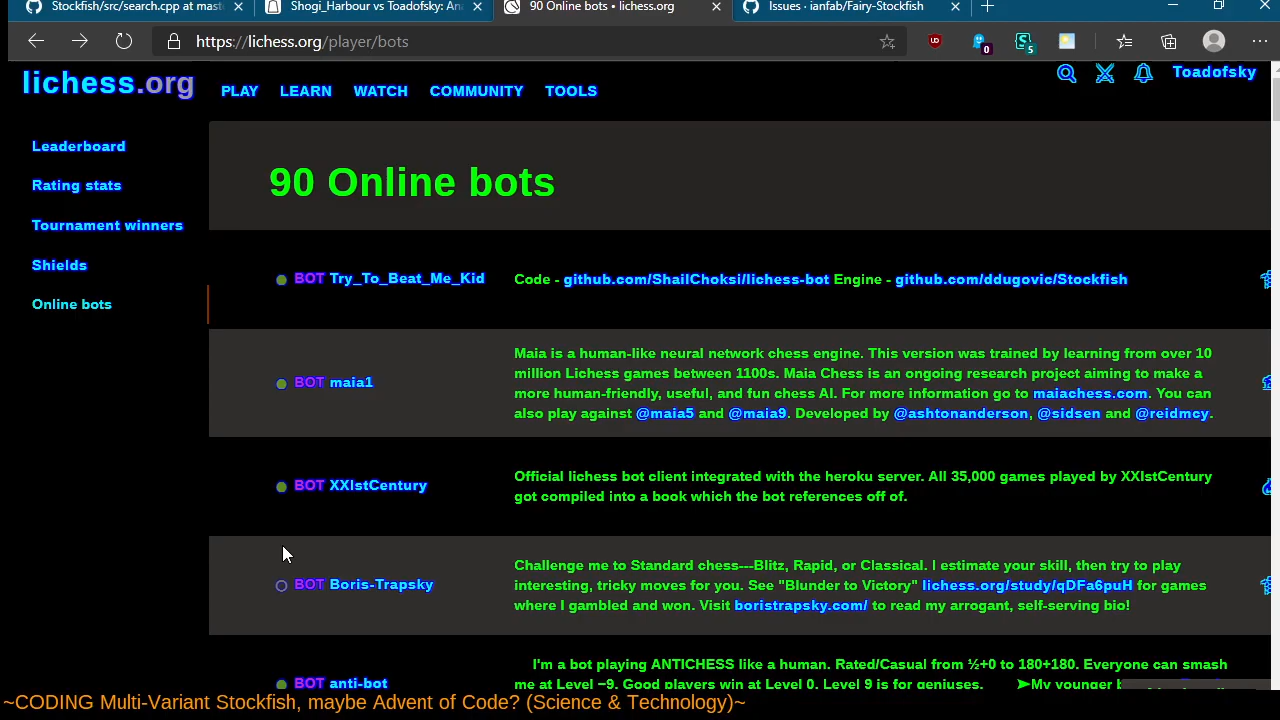 Stockfish/src/search.cpp at mast
Shogi_Harbour vs Toadofsky: Ana
90 Online bots • lichess.org
Issues · ianfab/Fairy-Stockfish
https://lichess.org/player/bots
0
5
lichess.org
PLAY LEARN WATCH COMMUNITY TOOLS
Toadofsky
Leaderboard
Rating stats
Tournament winners
Shields
Online bots
90 Online bots
BOT Try_To_Beat_Me_Kid
Code - github.com/ShailChoksi/lichess-bot Engine - github.com/ddugovic/Stockfish
BOT maia1
Maia is a human-like neural network chess engine. This version was trained by learning from over 10
million Lichess games between 1100s. Maia Chess is an ongoing research project aiming to make a
more human-friendly, useful, and fun chess AI. For more information go to maiachess.com. You can
also play against @maia5 and @maia9. Developed by @ashtonanderson, @sidsen and @reidmcy.
BOT XXIstCentury
Official lichess bot client integrated with the heroku server. All 35,000 games played by XXIstCentury
got compiled into a book which the bot references off of.
BOT Boris-Trapsky
Challenge me to Standard chess---Blitz, Rapid, or Classical. I estimate your skill, then try to play
interesting, tricky moves for you. See "Blunder to Victory" lichess.org/study/qDFa6puH for games
where I gambled and won. Visit boristrapsky.com/ to read my arrogant, self-serving bio!
BOT anti-bot
I'm a bot playing ANTICHESS like a human. Rated/Casual from ½+0 to 180+180. Everyone can smash
me at Level −9. Good players win at Level 0. Level 9 is for geniuses. ➤My younger
~CODING Multi-Variant Stockfish, maybe Advent of Code? (Science & Technology)~